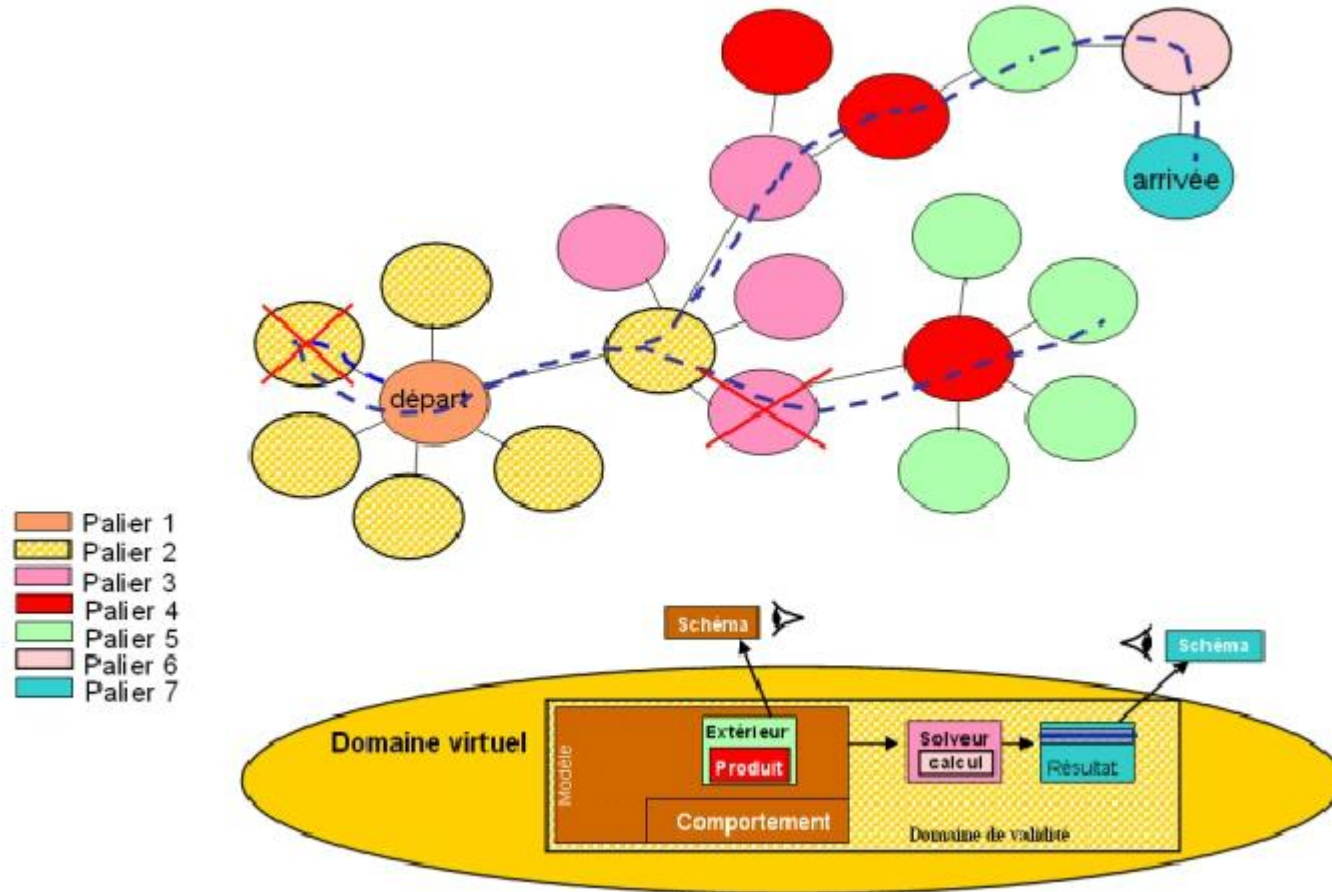 arrivée
départ
Palier 1
Palier 2
Palier 3
Palier 4
Palier 5
Palier 6
Palier 7
Schéma
Schéma
Domaine virtuel
Modèle
Extérieur
Produit
Comportement
Solveur
calcul
Résultat
Domaine de validité